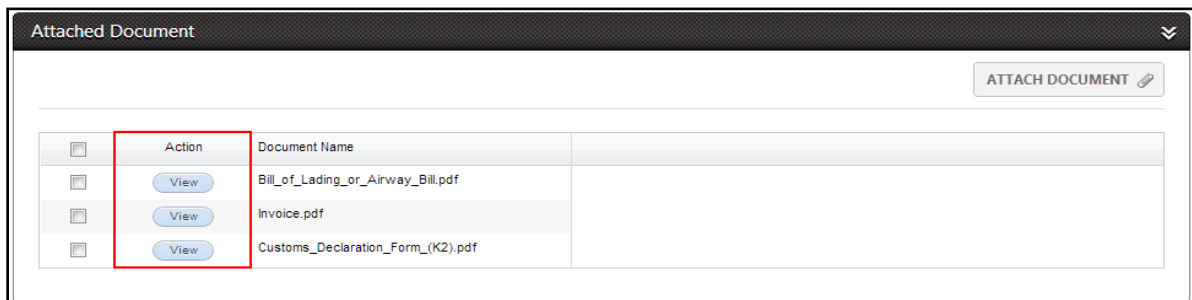 Attached Document
ATTACH DOCUMENT
Action Document Name
View Bill_of_Lading_or_Airway_Bill.pdf
View Invoice.pdf
View Customs_Declaration_Form_(K2).pdf